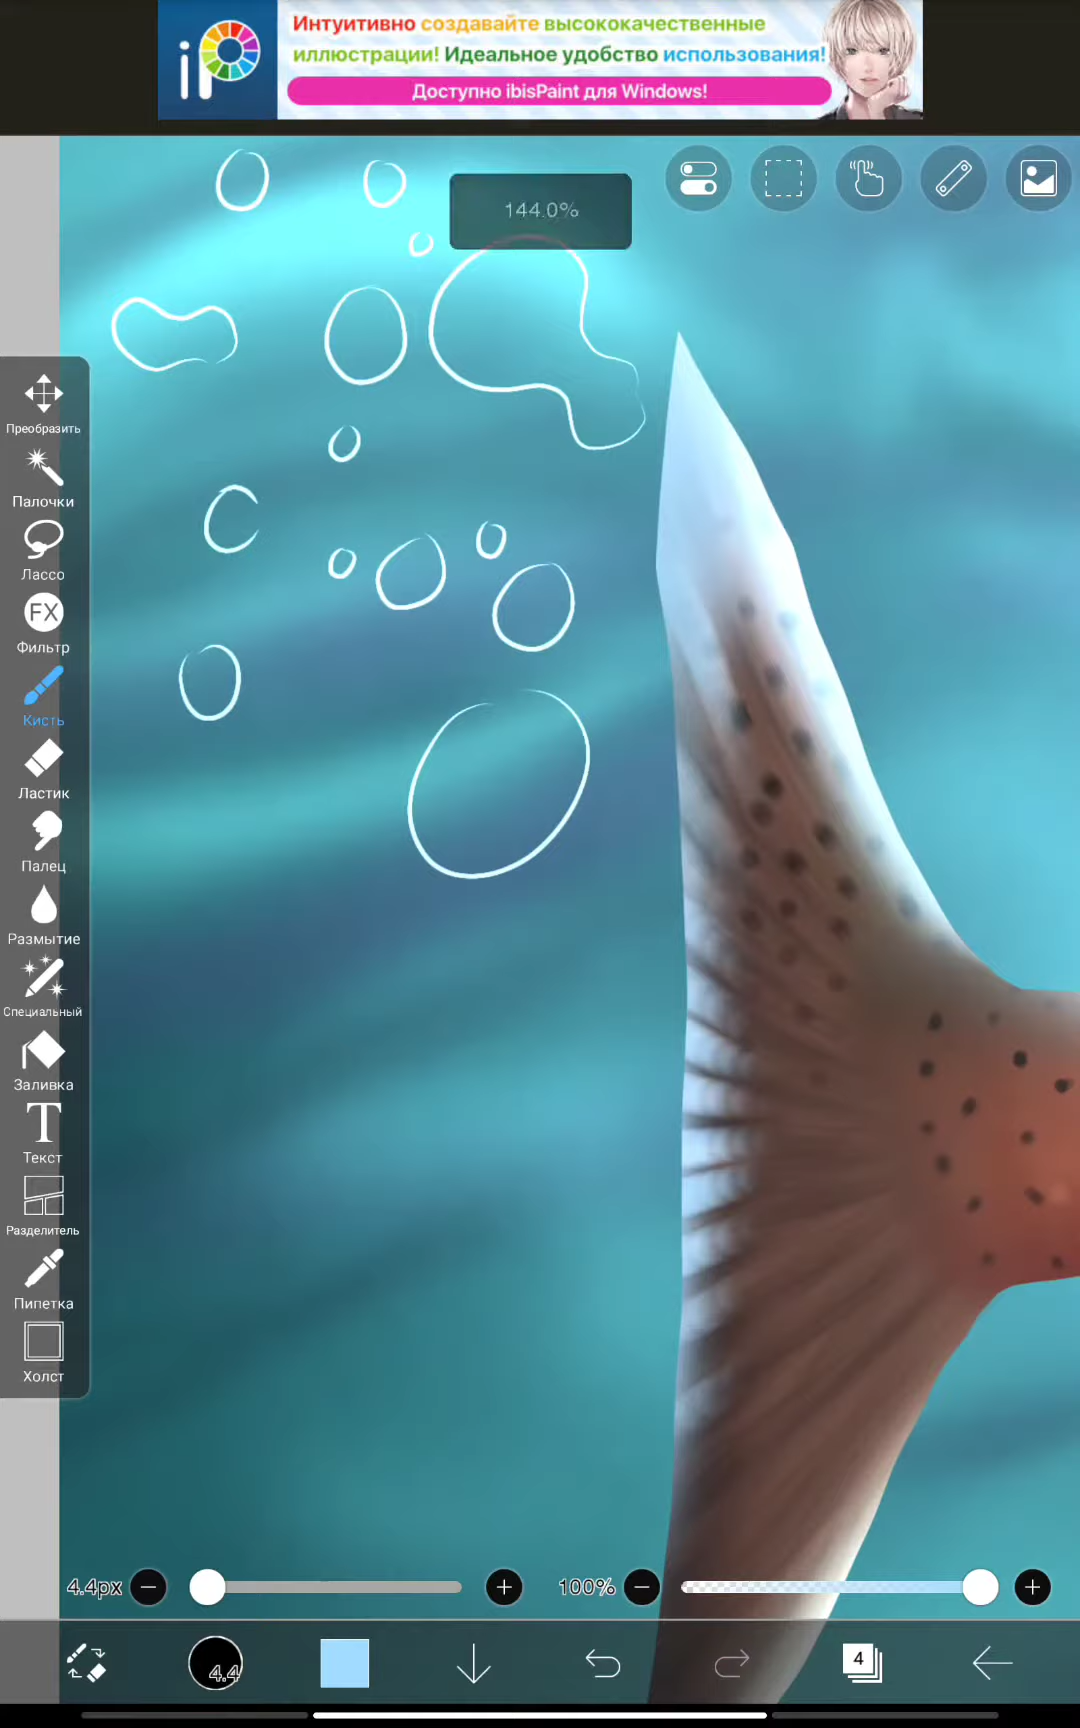 iP
Интуитивно создавайте высококачественные
иллюстрации! Идеальное удобство использования!
Доступно ibisPaint для Windows!
144.0%
Преобразить
Палочки
Лассо
FX
Фильтр
Кисть
Ластик
Палец
Размытие
Специальный
Заливка
T
Текст
Разделитель
Пипетка
Холст
4.4px
100%
4.4
4